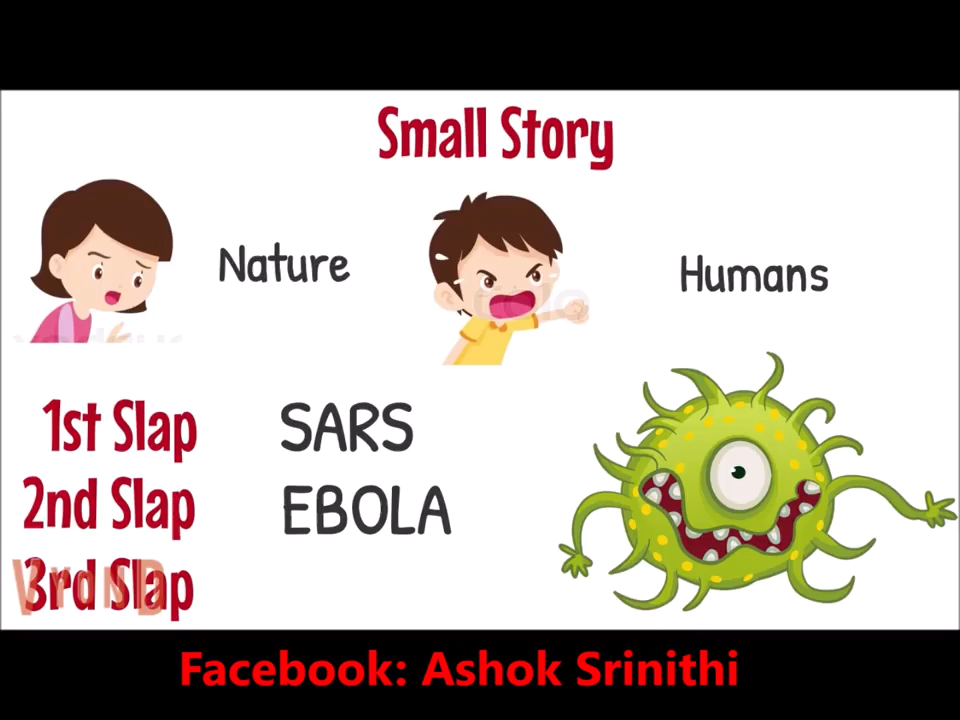 Small Story
Nature
Humans
1st Slap SARS
2nd Slap EBOLA
3rd Slap
Facebook: Ashok Srinithi